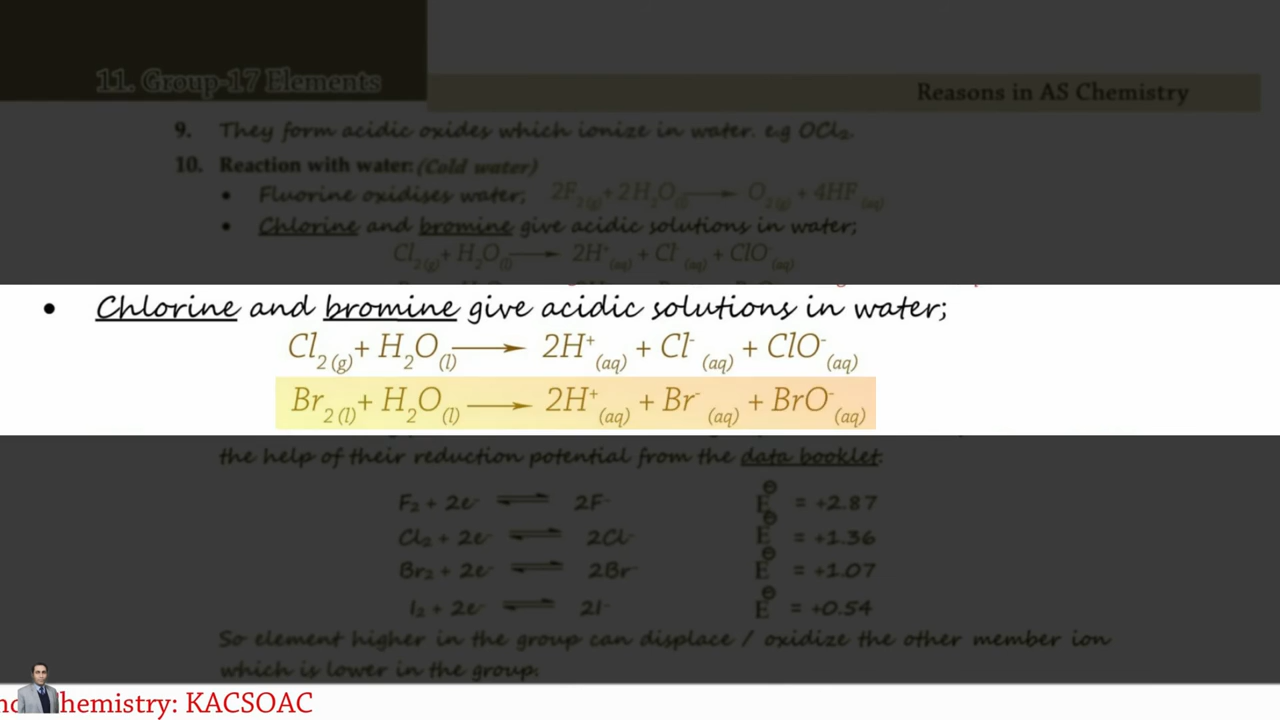 11. Group-17 Elements
Reasons in AS Chemistry
9. They form acidic oxides which ionize in water. e.g OCl₂.
10. Reaction with water: (Cold water)
• Fluorine oxidises water; 2F₂(g) + 2H₂O(l) → O₂(g) + 4HF(aq)
• Chlorine and bromine give acidic solutions in water;
Cl₂(g) + H₂O(l) → 2H⁺(aq) + Cl⁻(aq) + ClO⁻(aq)
• Chlorine and bromine give acidic solutions in water;
Cl₂(g) + H₂O(l) → 2H⁺(aq) + Cl⁻(aq) + ClO⁻(aq)
Br₂(l) + H₂O(l) → 2H⁺(aq) + Br⁻(aq) + BrO⁻(aq)
the help of their reduction potential from the data booklet.
F₂ + 2e⁻ ⇌ 2F⁻ E⊖ = +2.87
Cl₂ + 2e⁻ ⇌ 2Cl⁻ E⊖ = +1.36
Br₂ + 2e⁻ ⇌ 2Br⁻ E⊖ = +1.07
I₂ + 2e⁻ ⇌ 2I⁻ E⊖ = +0.54
So element higher in the group can displace / oxidize the other member ion
which is lower in the group.
hemistry: KACSOAC